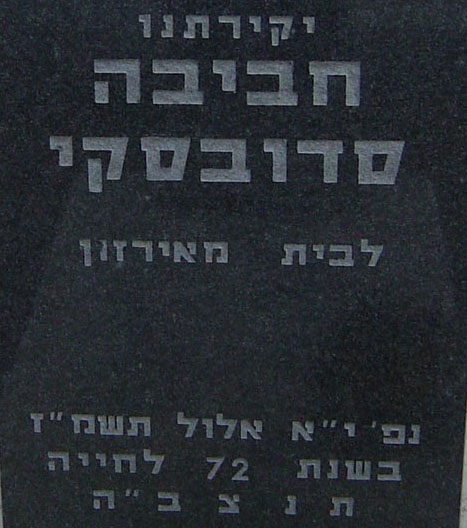 יקירתנו
חביבה
סדובסקי
לבית מאירזון
נפ' י"א אלול תשמ"ז
בשנת 72 לחייה
ת נ צ ב "ה